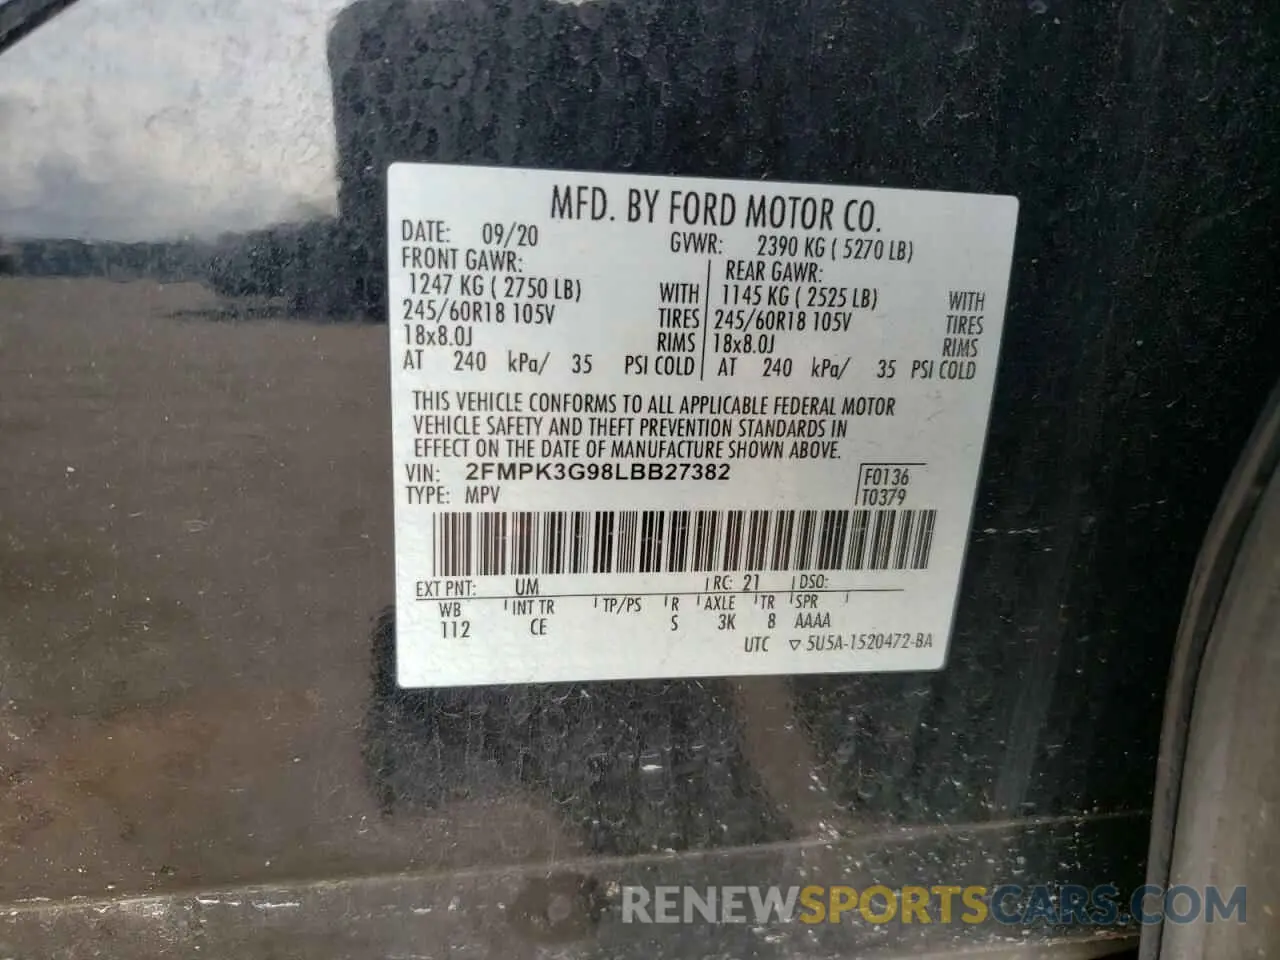 MFD. BY FORD MOTOR CO.
DATE: 09/20 GVWR: 2390 KG ( 5270 LB)
FRONT GAWR: REAR GAWR:
1247 KG ( 2750 LB) WITH 1145 KG ( 2525 LB) WITH
245/60R18 105V TIRES 245/60R18 105V TIRES
18x8.0J RIMS 18x8.0J RIMS
AT 240 kPa/ 35 PSI COLD AT 240 kPa/ 35 PSI COLD
THIS VEHICLE CONFORMS TO ALL APPLICABLE FEDERAL MOTOR
VEHICLE SAFETY AND THEFT PREVENTION STANDARDS IN
EFFECT ON THE DATE OF MANUFACTURE SHOWN ABOVE.
VIN: 2FMPK3G98LBB27382 F0136
TYPE: MPV T0379
EXT PNT: UM RC: 21 DSO:
WB INT TR TP/PS R AXLE TR SPR
112 CE S 3K 8 AAAA
UTC ▽ 5U5A-1520472-BA
RENEWSPORTSCARS.COM